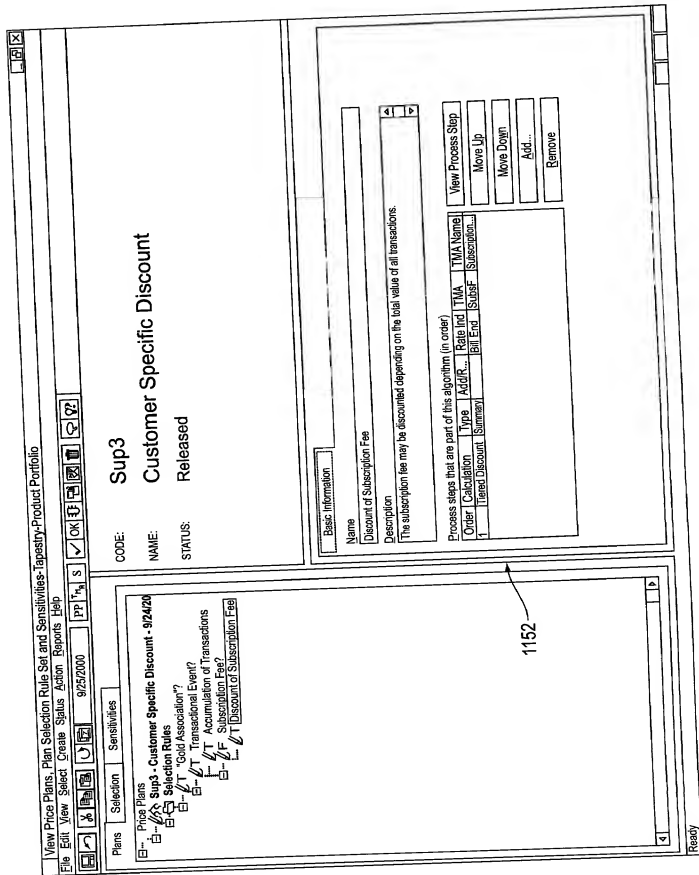 View Price Plans, Plan Selection Rule Set and Sensitivities-Tapestry-Product Portfolio
File Edit View Select Create Status Action Reports Help
9/25/2000 PP S OK
Plans Selection Sensitivities
Price Plans
Sup3 - Customer Specific Discount - 9/24/20
Selection Rules
T "Gold Association"?
T Transactional Event?
T Accumulation of Transactions
F Subscription Fee?
T Discount of Subscription Fee
CODE: Sup3
NAME: Customer Specific Discount
STATUS: Released
Basic Information
Name
Discount of Subscription Fee
Description
The subscription fee may be discounted depending on the total value of all transactions.
Process steps that are part of this algorithm (in order)
Order Calculation Type Add/R... Rate Ind TMA TMA Name
1 Tiered Discount Summary Bill End SubsF Subscription...
View Process Step
Move Up
Move Down
Add...
Remove
1152
Ready